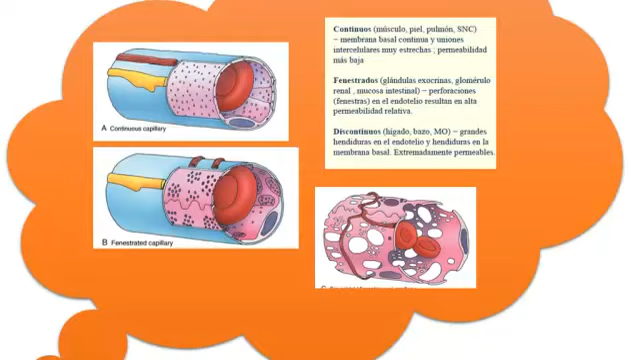 Continuos (músculo, piel, pulmón, SNC)
– membrana basal continua y uniones
intercelulares muy estrechas ; permeabilidad
más baja
Fenestrados (glándulas exocrinas, glomérulo
renal , mucosa intestinal) – perforaciones
(fenestras) en el endotelio resultan en alta
permeabilidad relativa.
Discontinuos (hígado, bazo, MO) – grandes
hendiduras en el endotelio y hendiduras en la
membrana basal. Extremadamente permeables.
A Continuous capillary
B Fenestrated capillary